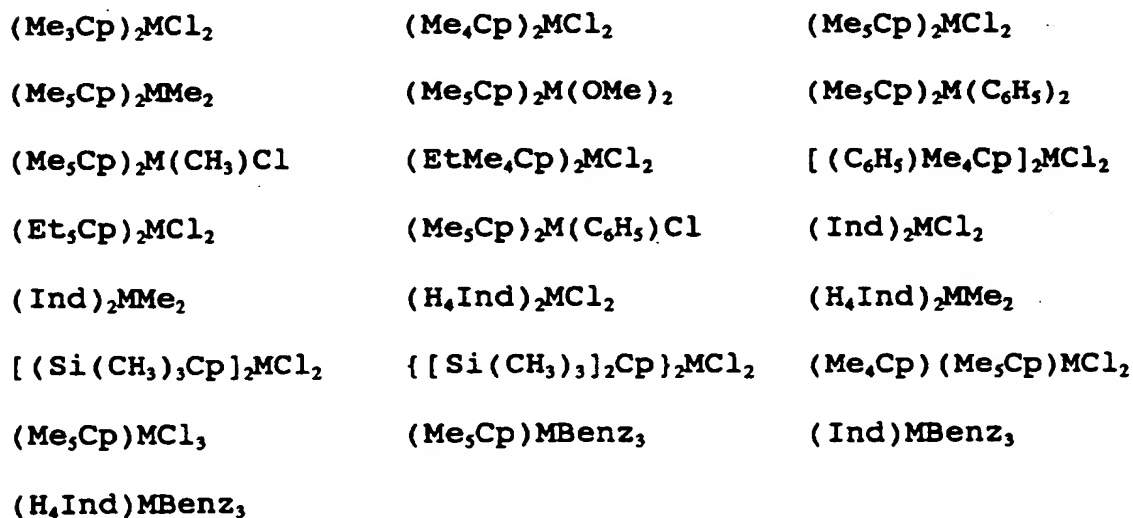 (Me₃Cp)₂MCl₂ (Me₄Cp)₂MCl₂ (Me₅Cp)₂MCl₂
(Me₅Cp)₂MMe₂ (Me₅Cp)₂M(OMe)₂ (Me₅Cp)₂M(C₆H₅)₂
(Me₅Cp)₂M(CH₃)Cl (EtMe₄Cp)₂MCl₂ [(C₆H₅)Me₄Cp]₂MCl₂
(Et₅Cp)₂MCl₂ (Me₅Cp)₂M(C₆H₅)Cl (Ind)₂MCl₂
(Ind)₂MMe₂ (H₄Ind)₂MCl₂ (H₄Ind)₂MMe₂
[(Si(CH₃)₃Cp]₂MCl₂ {[Si(CH₃)₃]₂Cp}₂MCl₂ (Me₄Cp)(Me₅Cp)MCl₂
(Me₅Cp)MCl₃ (Me₅Cp)MBenz₃ (Ind)MBenz₃
(H₄Ind)MBenz₃